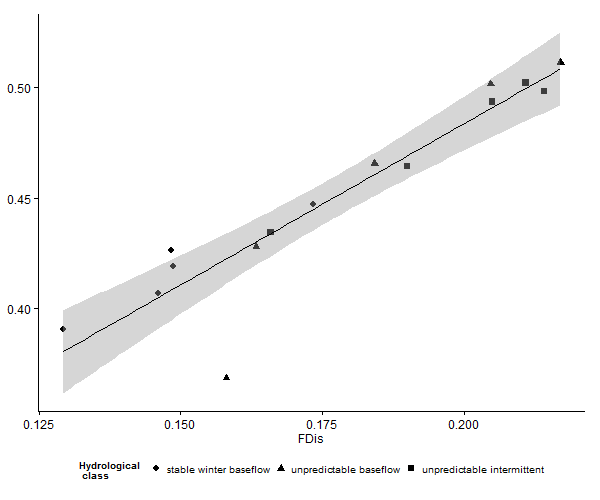 0.50
0.45
0.40
0.125 0.150 0.175 0.200
FDis
Hydrological
class
stable winter baseflow unpredictable baseflow unpredictable intermittent